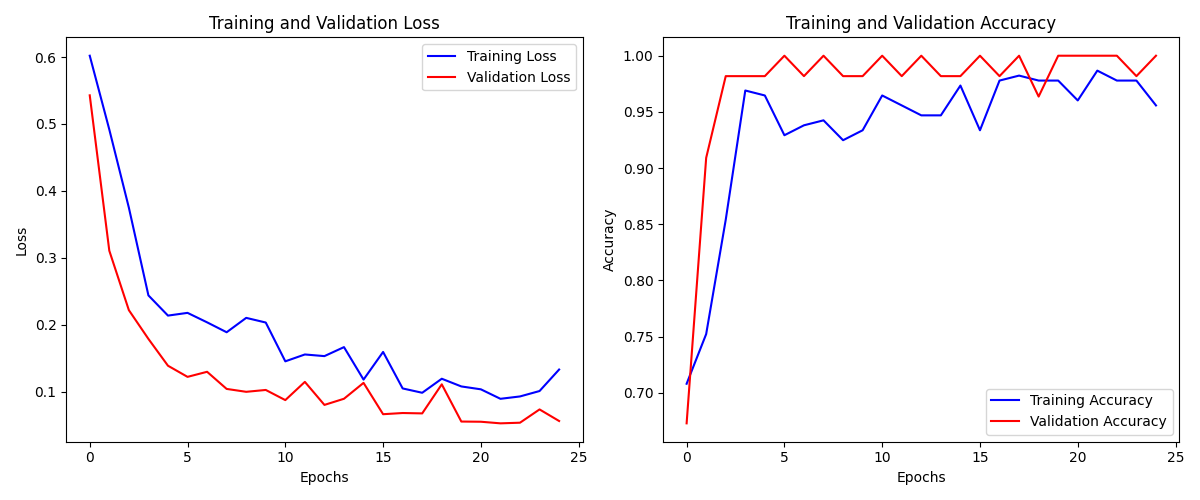 Training and Validation Loss
Training Loss
Validation Loss
0.6
0.5
0.4
0.3
0.2
0.1
Loss
0 5 10 15 20 25
Epochs
Training and Validation Accuracy
1.00
0.95
0.90
0.85
0.80
0.75
0.70
Accuracy
Training Accuracy
Validation Accuracy
0 5 10 15 20 25
Epochs